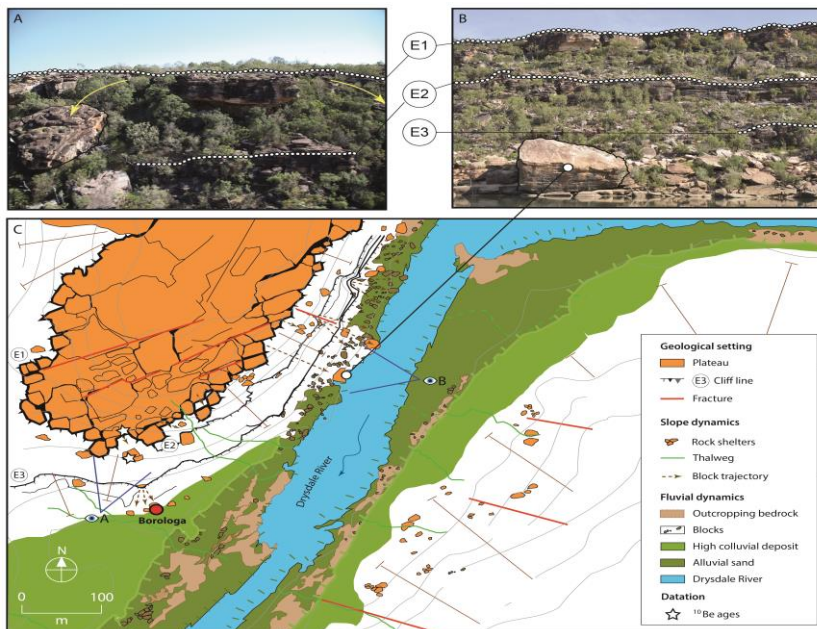 A
B
E1
E2
E3
C
E1
E2
E3
A
B
Borologa
Drysdale River
N
0 100
m
Geological setting
Plateau
E3 Cliff line
Fracture
Slope dynamics
Rock shelters
Thalweg
Block trajectory
Fluvial dynamics
Outcropping bedrock
Blocks
High colluvial deposit
Alluvial sand
Drysdale River
Datation
¹⁰Be ages